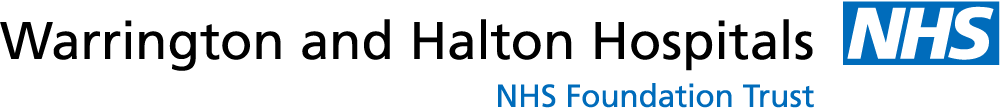 Warrington and Halton Hospitals NHS
NHS Foundation Trust